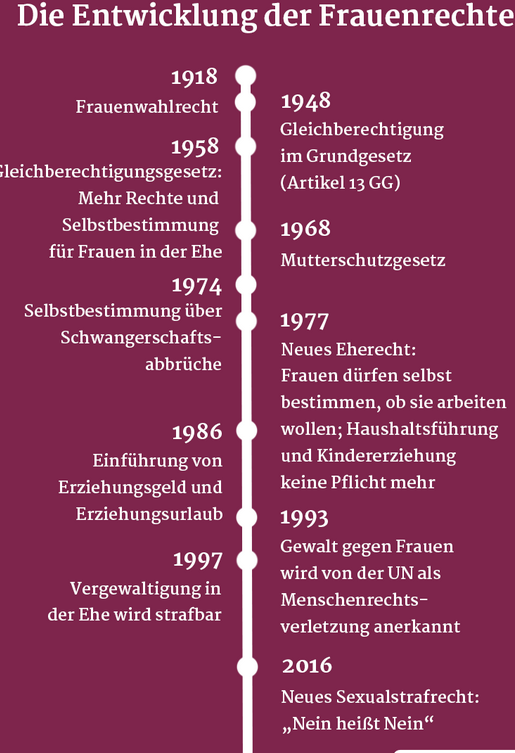 Die Entwicklung der Frauenrechte
1918
Frauenwahlrecht
1948
Gleichberechtigung
im Grundgesetz
(Artikel 13 GG)
1958
Gleichberechtigungsgesetz:
Mehr Rechte und
Selbstbestimmung
für Frauen in der Ehe
1968
Mutterschutzgesetz
1974
Selbstbestimmung über
Schwangerschafts-
abbrüche
1977
Neues Eherecht:
Frauen dürfen selbst
bestimmen, ob sie arbeiten
wollen; Haushaltsführung
und Kindererziehung
keine Pflicht mehr
1986
Einführung von
Erziehungsgeld und
Erziehungsurlaub
1993
Gewalt gegen Frauen
wird von der UN als
Menschenrechts-
verletzung anerkannt
1997
Vergewaltigung in
der Ehe wird strafbar
2016
Neues Sexualstrafrecht:
„Nein heißt Nein“